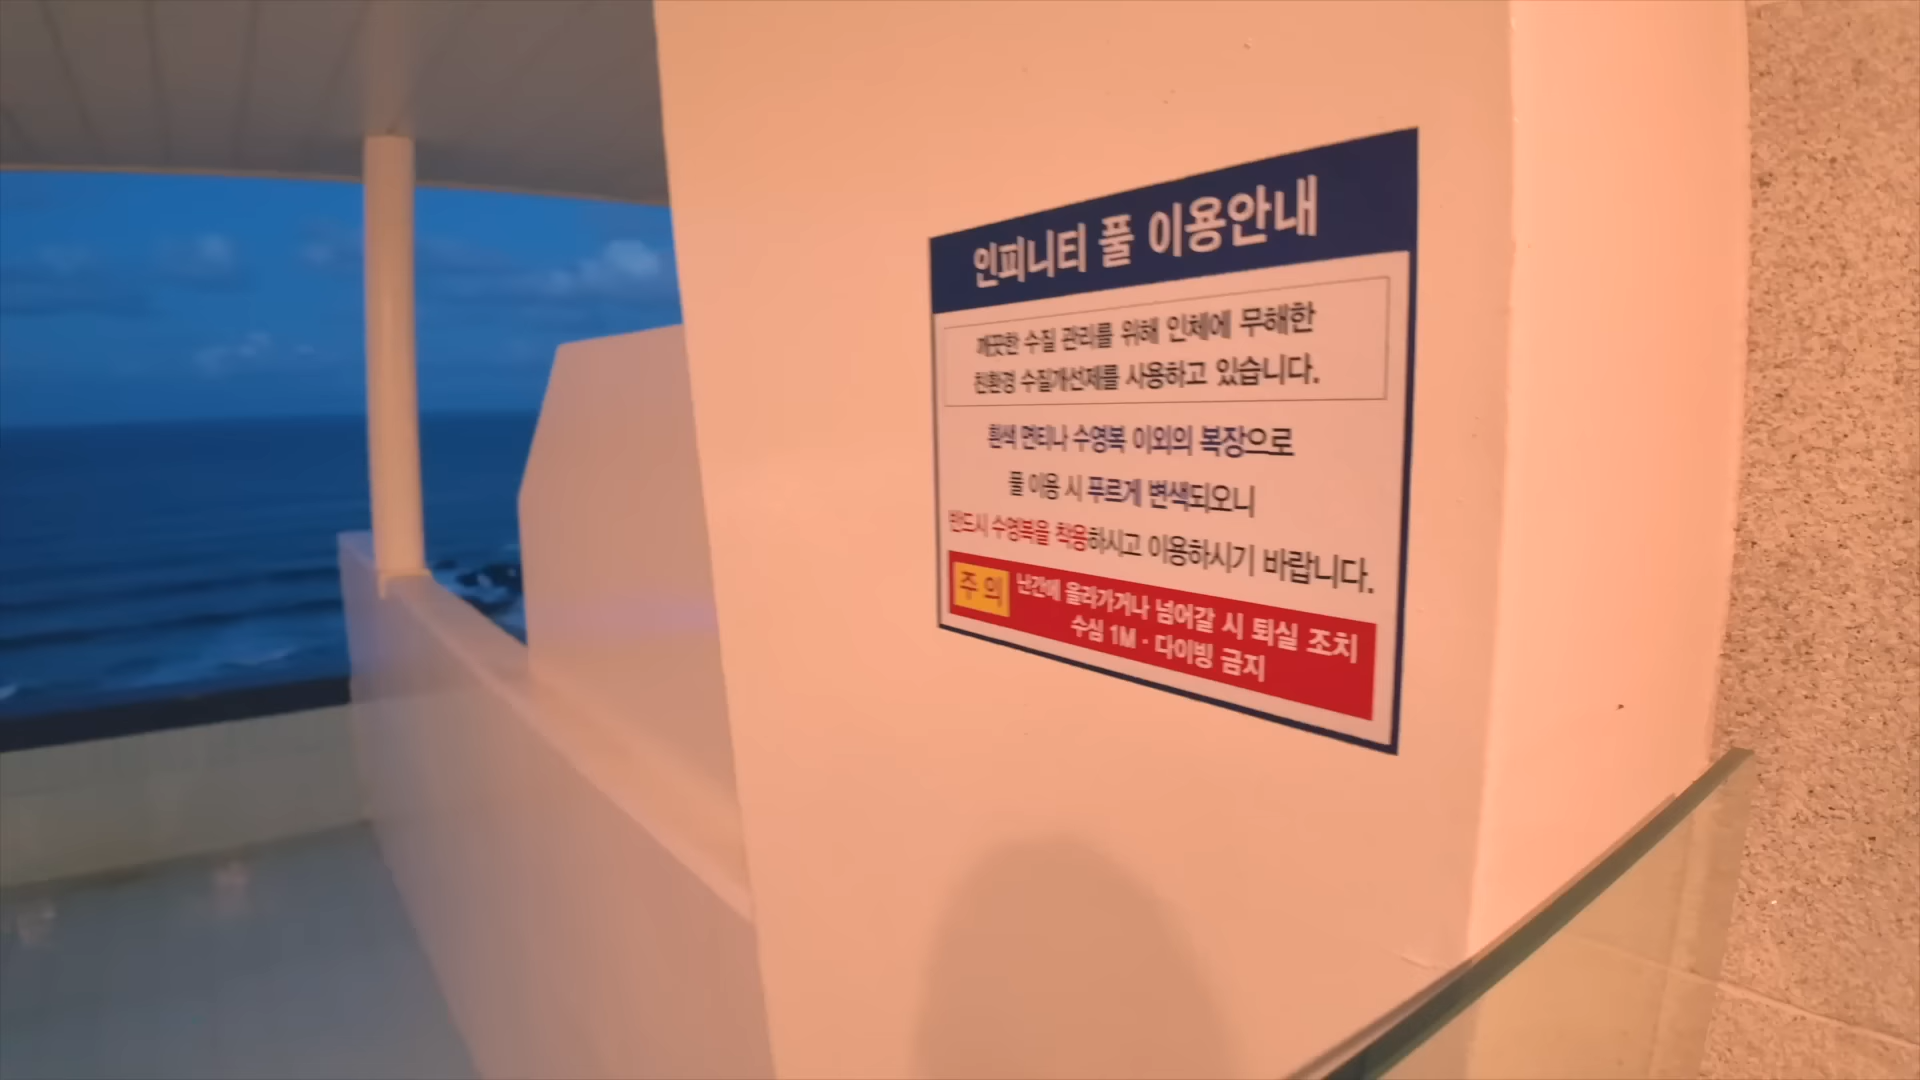 인피니티 풀 이용안내
깨끗한 수질 관리를 위해 인체에 무해한
친환경 수질개선제를 사용하고 있습니다.
흰색 면티나 수영복 이외의 복장으로
풀 이용 시 푸르게 변색되오니
반드시 수영복을 착용하시고 이용하시기 바랍니다.
주의 난간에 올라가거나 넘어갈 시 퇴실 조치
수심 1M · 다이빙 금지